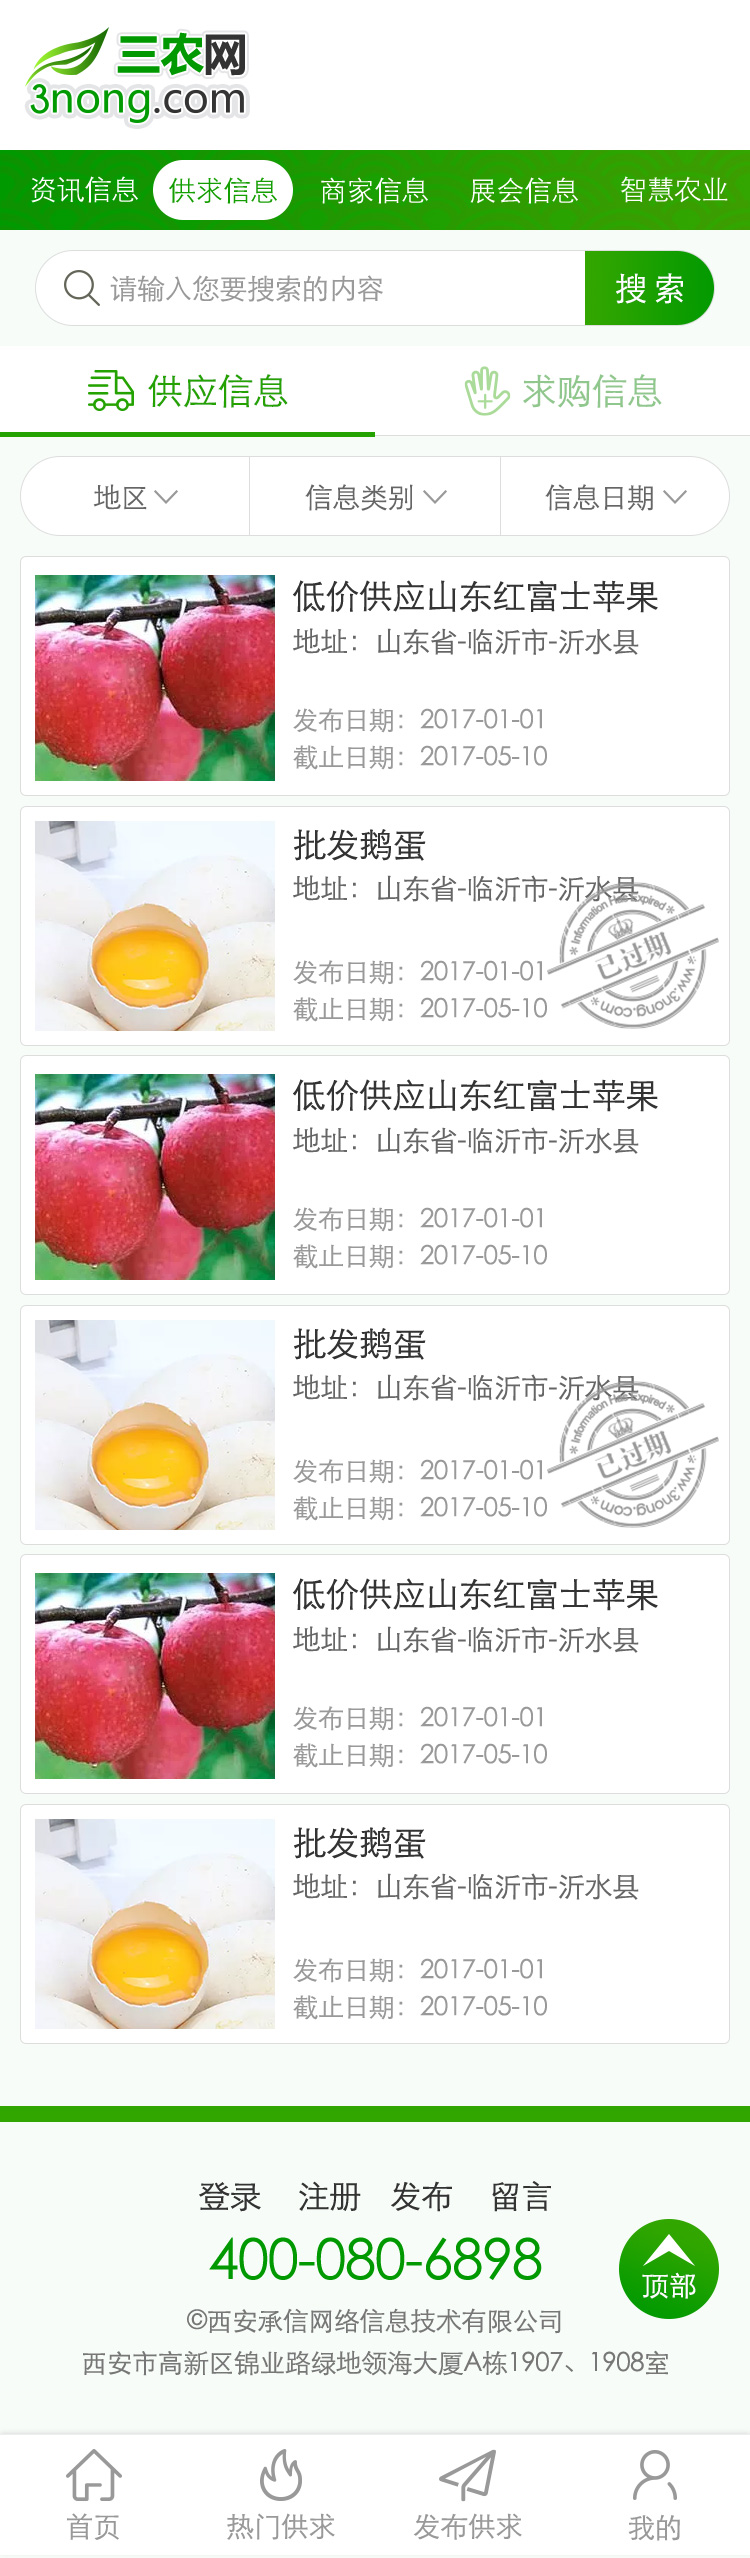 三农网
3nong.com
资讯信息 供求信息 商家信息 展会信息 智慧农业
请输入您要搜索的内容 搜 索
供应信息 求购信息
地区 信息类别 信息日期
低价供应山东红富士苹果
地址：山东省-临沂市-沂水县
发布日期：2017-01-01
截止日期：2017-05-10
批发鹅蛋
地址：山东省-临沂市-沂水县
发布日期：2017-01-01
截止日期：2017-05-10
Information Has Expired
已过期
www.3nong.com
低价供应山东红富士苹果
地址：山东省-临沂市-沂水县
发布日期：2017-01-01
截止日期：2017-05-10
批发鹅蛋
地址：山东省-临沂市-沂水县
发布日期：2017-01-01
截止日期：2017-05-10
Information Has Expired
已过期
www.3nong.com
低价供应山东红富士苹果
地址：山东省-临沂市-沂水县
发布日期：2017-01-01
截止日期：2017-05-10
批发鹅蛋
地址：山东省-临沂市-沂水县
发布日期：2017-01-01
截止日期：2017-05-10
登录 注册 发布 留言
400-080-6898
顶部
©西安承信网络信息技术有限公司
西安市高新区锦业路绿地领海大厦A栋1907、1908室
首页 热门供求 发布供求 我的